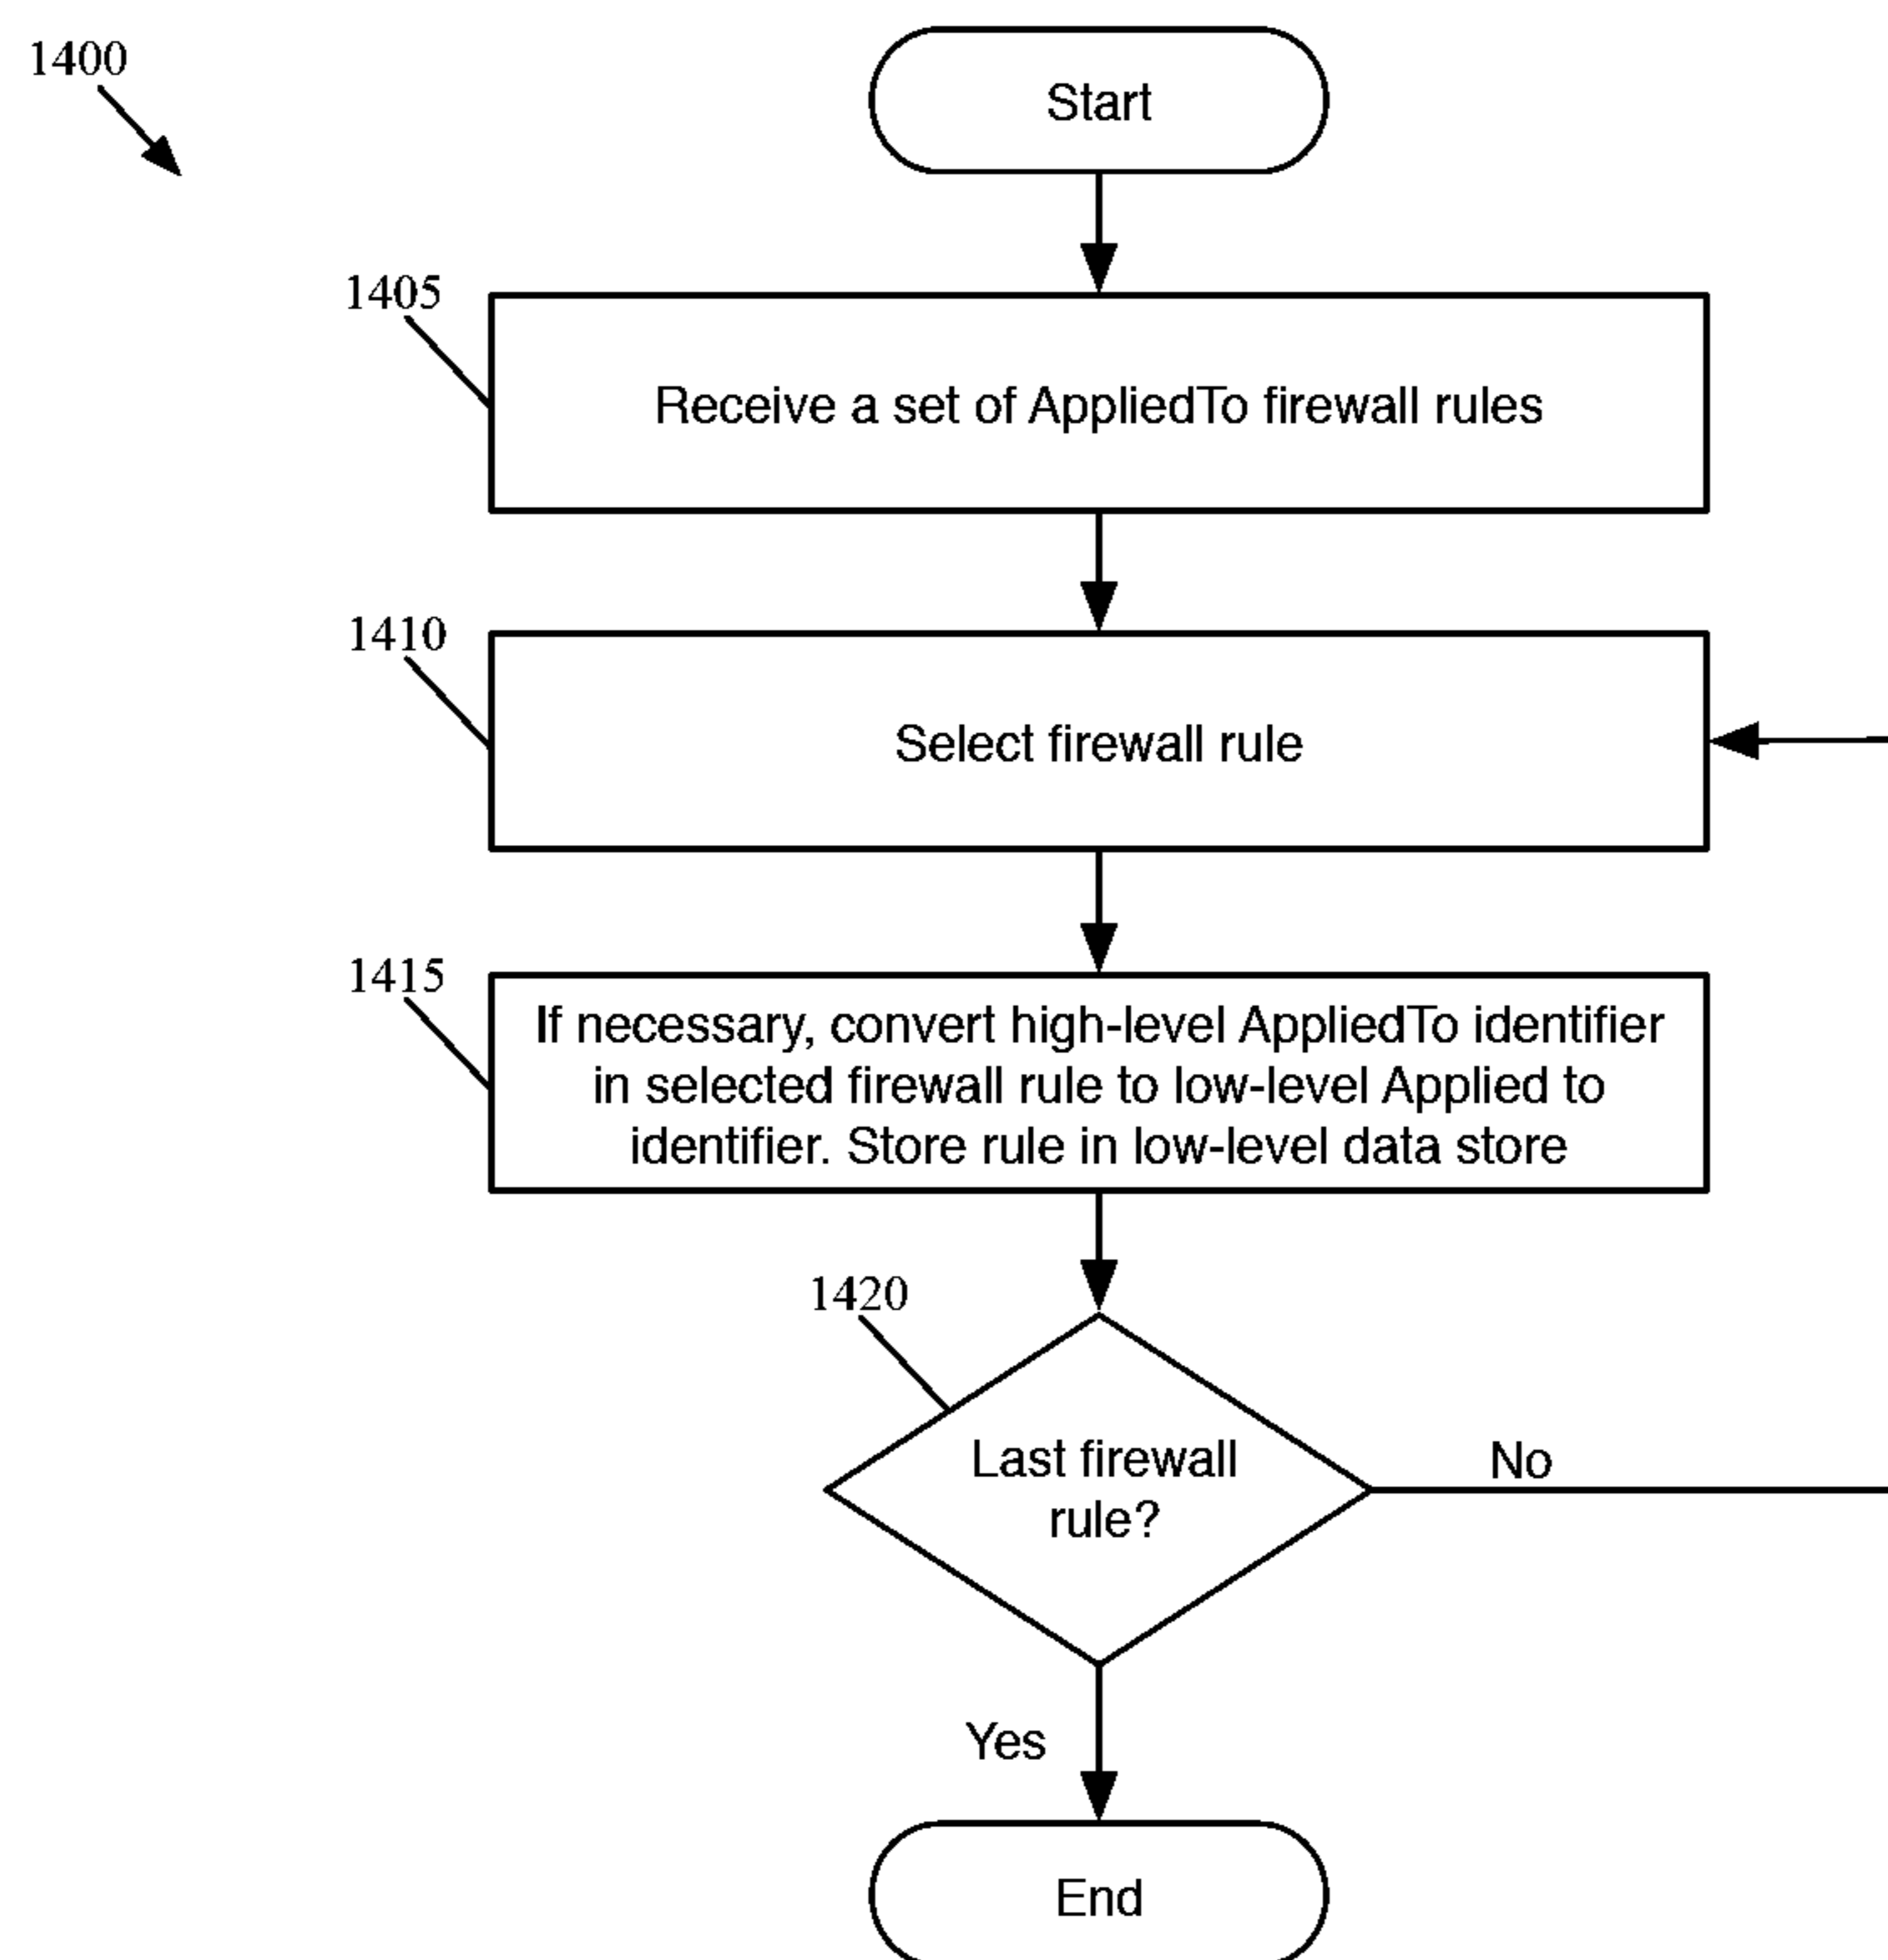 1400
Start
1405
Receive a set of AppliedTo firewall rules
1410
Select firewall rule
1415
If necessary, convert high-level AppliedTo identifier
in selected firewall rule to low-level Applied to
identifier. Store rule in low-level data store
1420
Last firewall
rule?
No
Yes
End